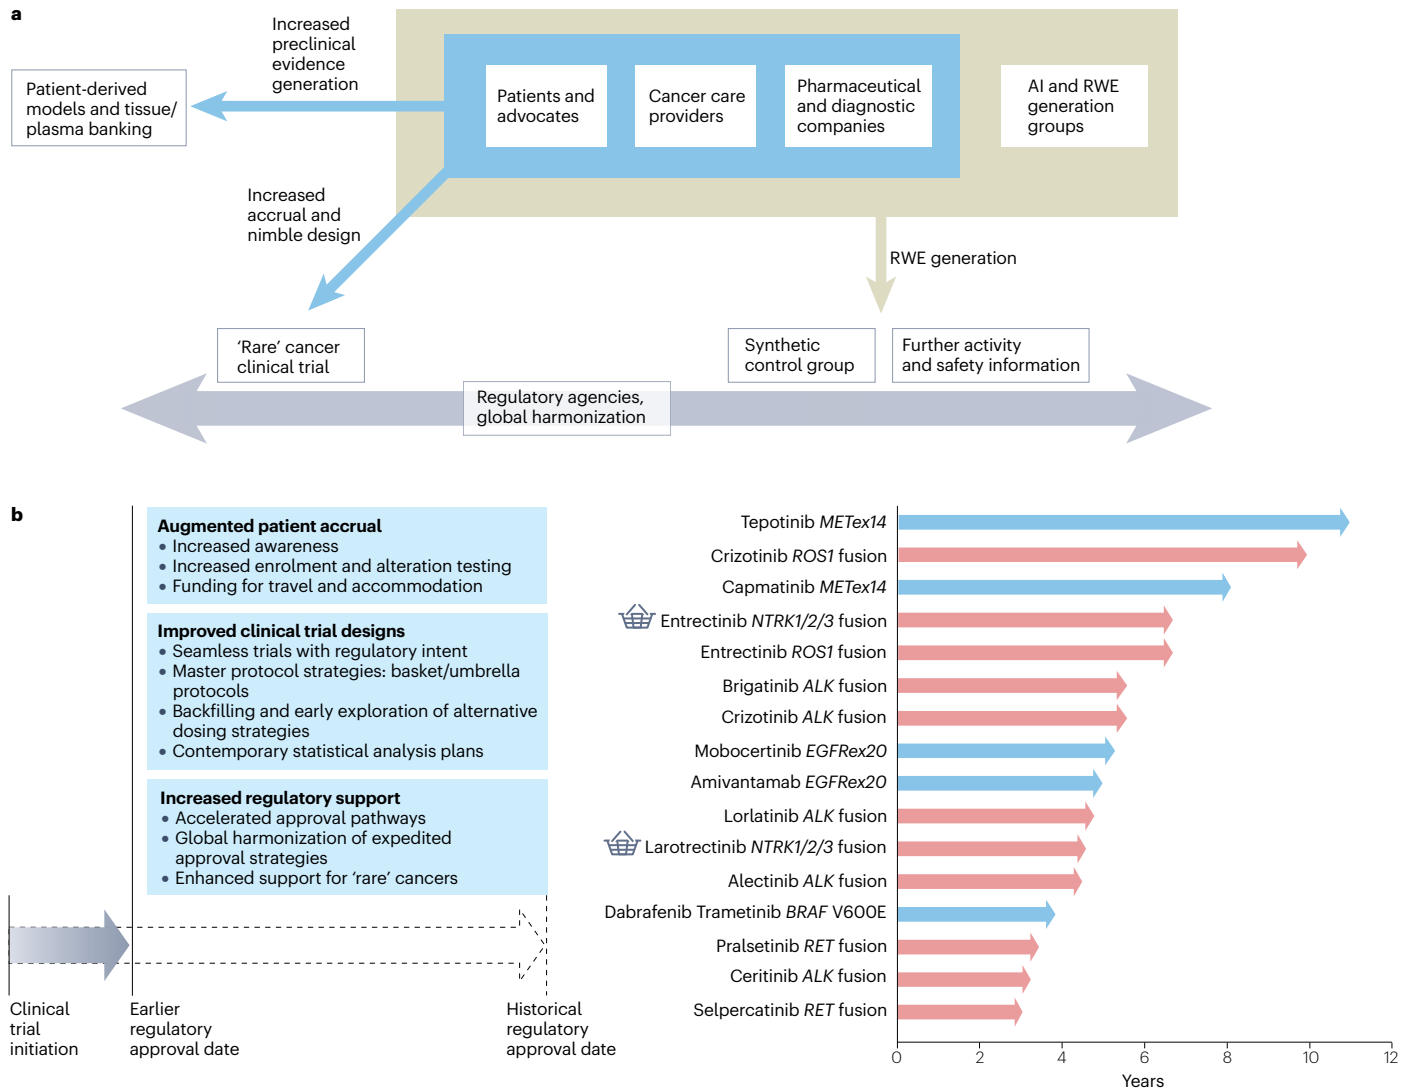 a
Increased
preclinical
evidence
generation
Patient-derived
models and tissue/
plasma banking
Patients and
advocates
Cancer care
providers
Pharmaceutical
and diagnostic
companies
AI and RWE
generation
groups
Increased
accrual and
nimble design
RWE generation
‘Rare’ cancer
clinical trial
Synthetic
control group
Further activity
and safety information
Regulatory agencies,
global harmonization
b
Augmented patient accrual
• Increased awareness
• Increased enrolment and alteration testing
• Funding for travel and accommodation
Improved clinical trial designs
• Seamless trials with regulatory intent
• Master protocol strategies: basket/umbrella
protocols
• Backfilling and early exploration of alternative
dosing strategies
• Contemporary statistical analysis plans
Increased regulatory support
• Accelerated approval pathways
• Global harmonization of expedited
approval strategies
• Enhanced support for ‘rare’ cancers
Clinical
trial
initiation
Earlier
regulatory
approval date
Historical
regulatory
approval date
Tepotinib METex14
Crizotinib ROS1 fusion
Capmatinib METex14
Entrectinib NTRK1/2/3 fusion
Entrectinib ROS1 fusion
Brigatinib ALK fusion
Crizotinib ALK fusion
Mobocertinib EGFRex20
Amivantamab EGFRex20
Lorlatinib ALK fusion
Larotrectinib NTRK1/2/3 fusion
Alectinib ALK fusion
Dabrafenib Trametinib BRAF V600E
Pralsetinib RET fusion
Ceritinib ALK fusion
Selpercatinib RET fusion
0 2 4 6 8 10 12
Years